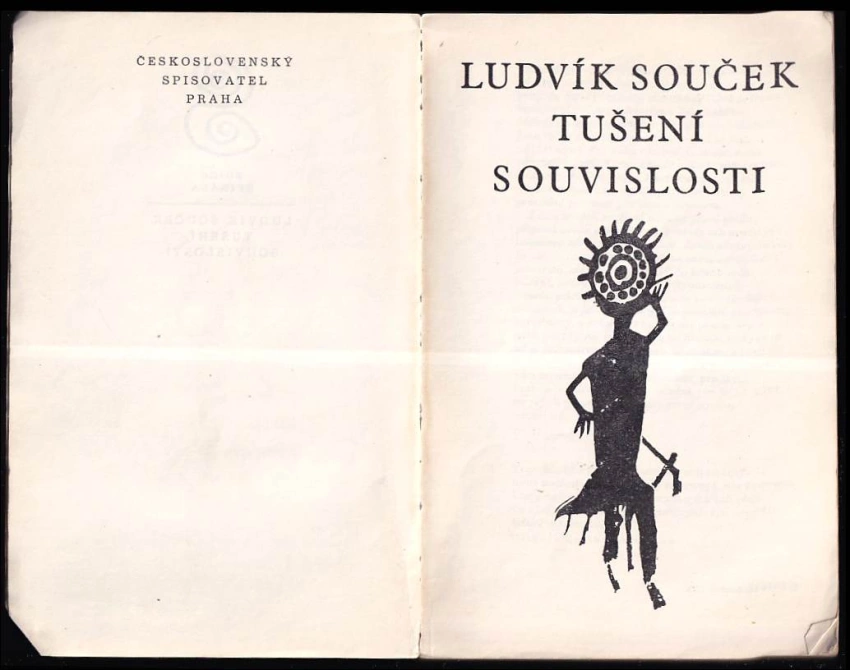 ČESKOSLOVENSKÝ
SPISOVATEL
PRAHA
LUDVÍK SOUČEK
TUŠENÍ
SOUVISLOSTI